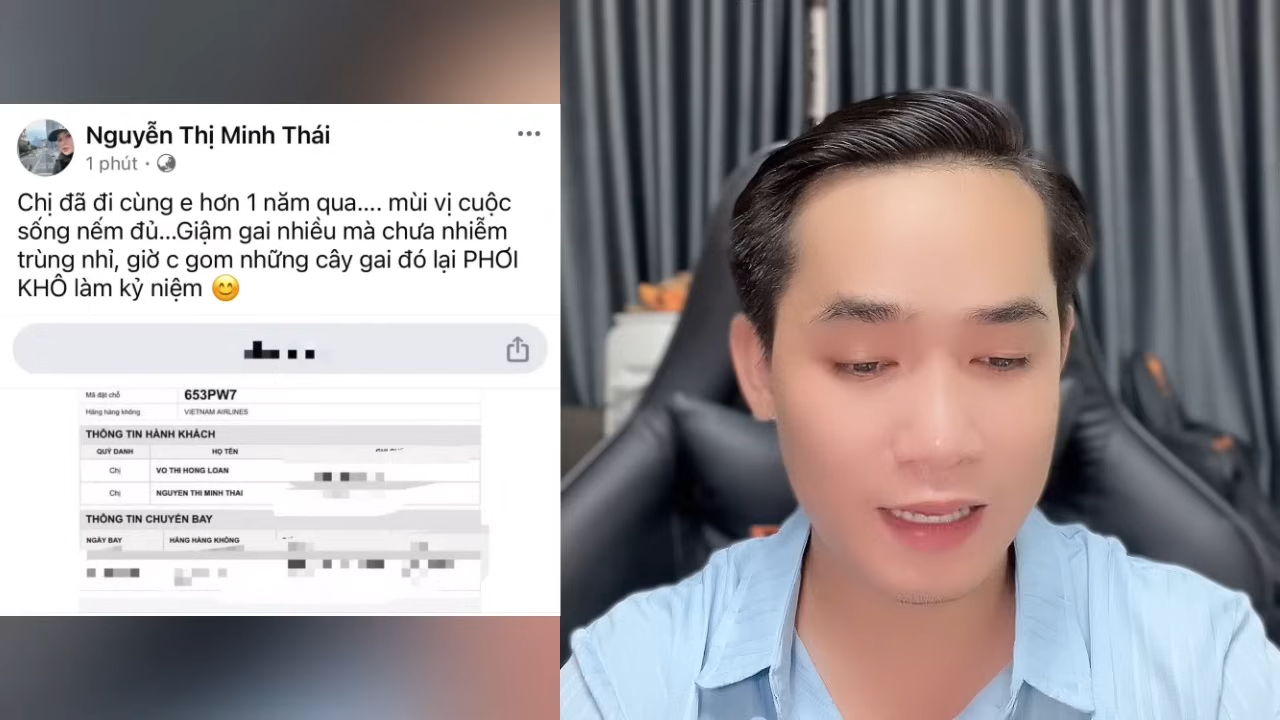 Nguyễn Thị Minh Thái
1 phút ·
Chị đã đi cùng e hơn 1 năm qua.... mùi vị cuộc
sống nếm đủ...Giậm gai nhiều mà chưa nhiễm
trùng nhỉ, giờ c gom những cây gai đó lại PHƠI
KHÔ làm kỷ niệm 😊
Mã đặt chỗ 653PW7
Hãng hàng không VIETNAM AIRLINES
THÔNG TIN HÀNH KHÁCH
QUÝ DANH HỌ TÊN
Chị VO THI HONG LOAN
Chị NGUYEN THI MINH THAI
THÔNG TIN CHUYẾN BAY
NGÀY BAY HÃNG HÀNG KHÔNG